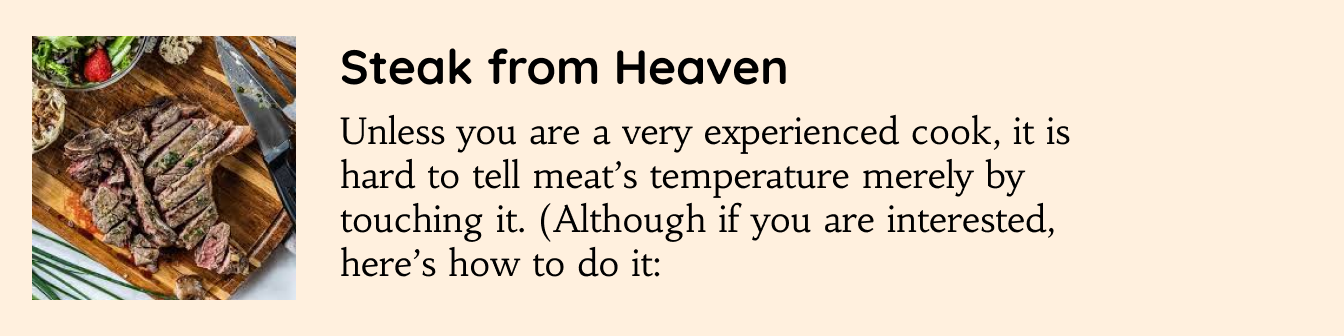 Steak from Heaven
Unless you are a very experienced cook, it is
hard to tell meat’s temperature merely by
touching it. (Although if you are interested,
here’s how to do it: